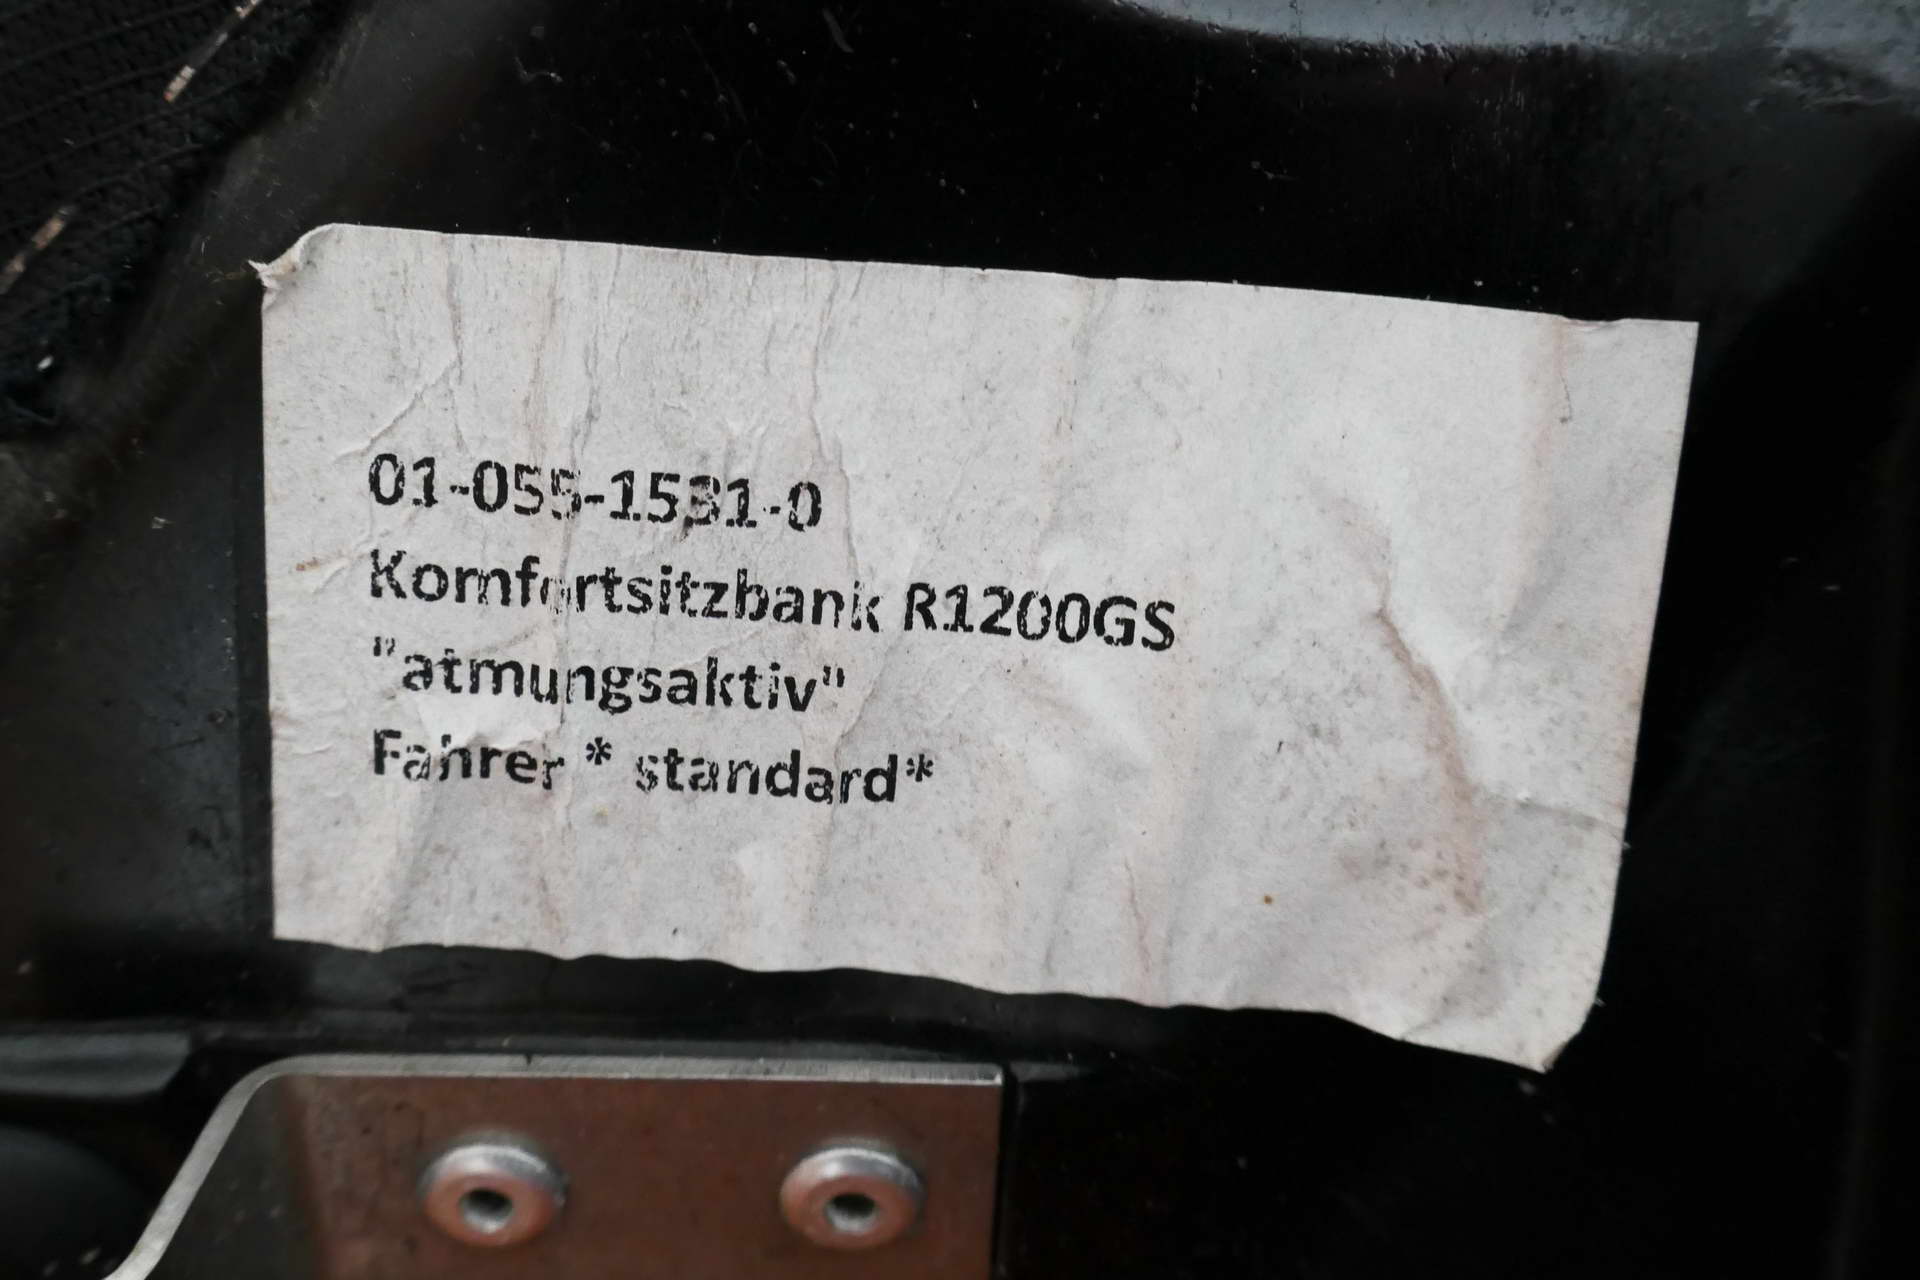 01-055-1531-0
Komfortsitzbank R1200GS
"atmungsaktiv"
Fahrer * standard*